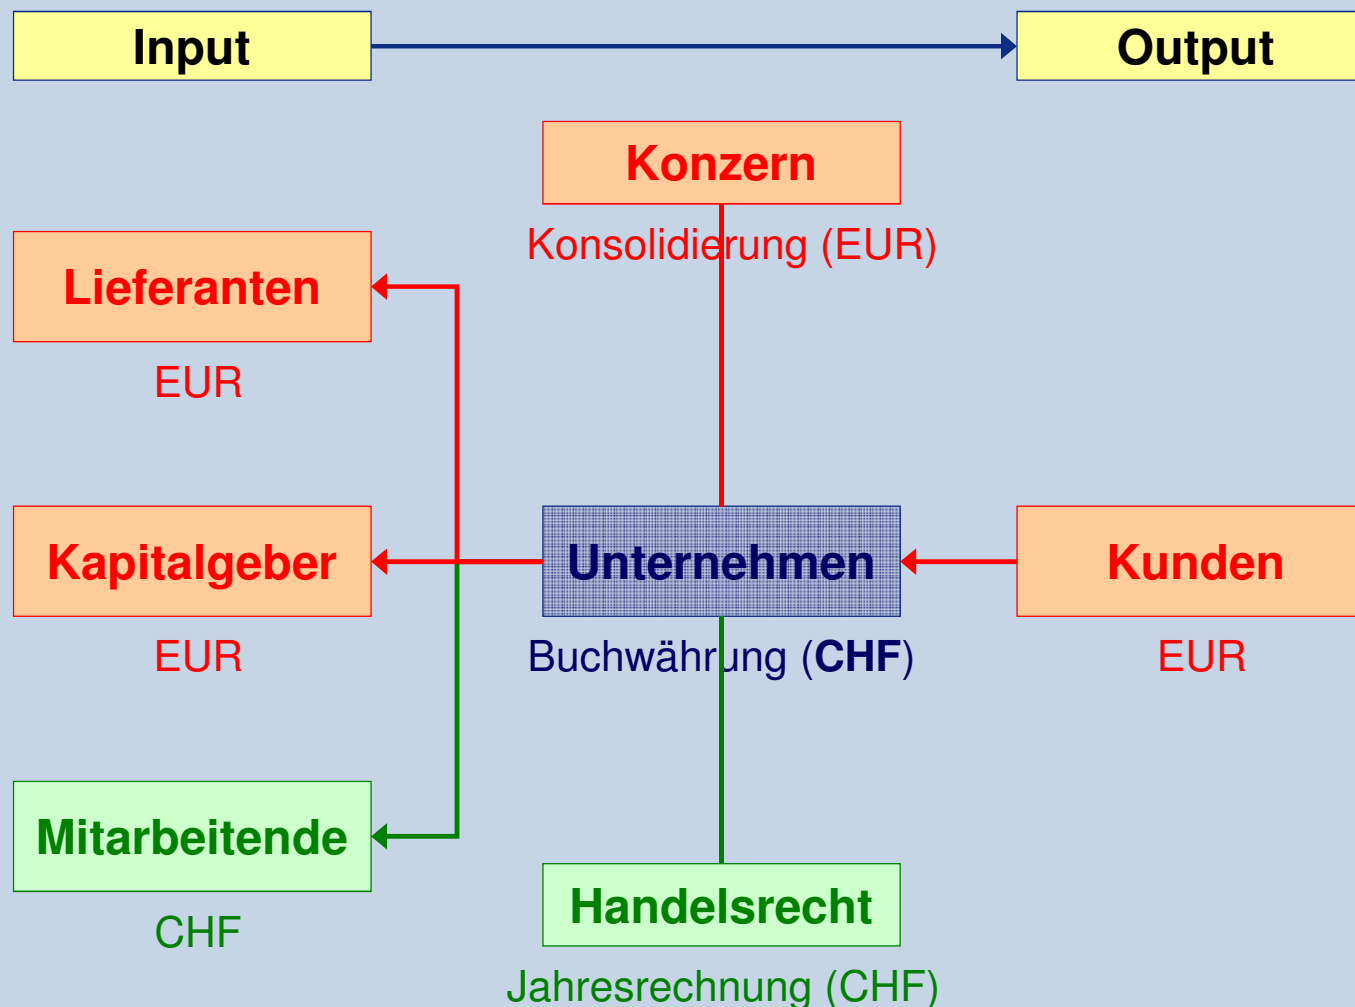 Input
Output
Konzern
Konsolidierung (EUR)
Lieferanten
EUR
Kapitalgeber
EUR
Unternehmen
Buchwährung (CHF)
Kunden
EUR
Mitarbeitende
CHF
Handelsrecht
Jahresrechnung (CHF)